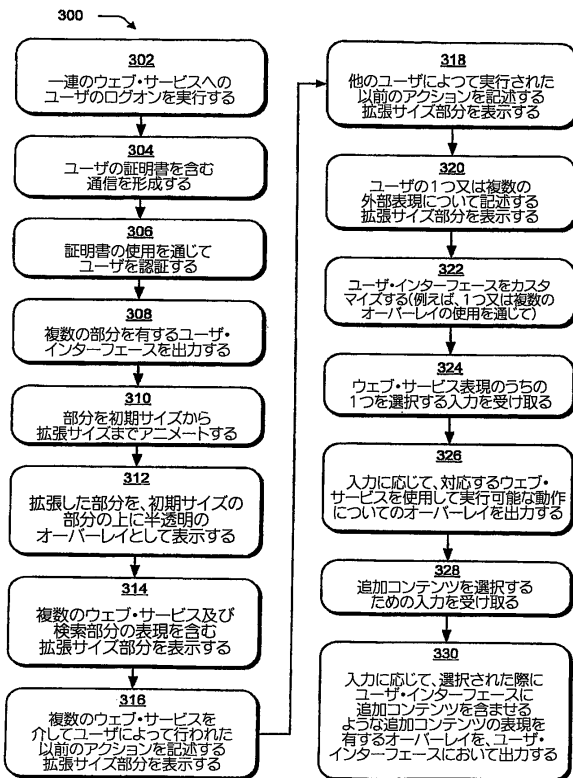 300
302
一連のウェブ・サービスへの
ユーザのログオンを実行する
304
ユーザの証明書を含む
通信を形成する
306
証明書の使用を通じて
ユーザを認証する
308
複数の部分を有するユーザ・
インターフェースを出力する
310
部分を初期サイズから
拡張サイズまでアニメートする
312
拡張した部分を、初期サイズの
部分の上に半透明の
オーバーレイとして表示する
314
複数のウェブ・サービス及び
検索部分の表現を含む
拡張サイズ部分を表示する
316
複数のウェブ・サービスを
介してユーザによって行われた
以前のアクションを記述する
拡張サイズ部分を表示する
318
他のユーザによつて実行された
以前のアクションを記述する
拡張サイズ部分を表示する
320
ユーザの1つ又は複数の
外部表現について記述する
拡張サイズ部分を表示する
322
ユーザ・インターフェースをカスタ
マイズする(例えば、1つ又は複数の
オーバーレイの使用を通じて)
324
ウェブ・サービス表現のうちの
1つを選択する入力を受け取る
326
入力に応じて、対応するウェブ・
サービスを使用して実行可能な動作
についてのオーバーレイを出力する
328
追加コンテンツを選択する
ための入力を受け取る
330
入力に応じて、選択された際に
ユーザ・インターフェースに
追加コンテンツを含ませる
ような追加コンテンツの表現を
有するオーバーレイを、ユーザ・
インターフェースにおいて出力する